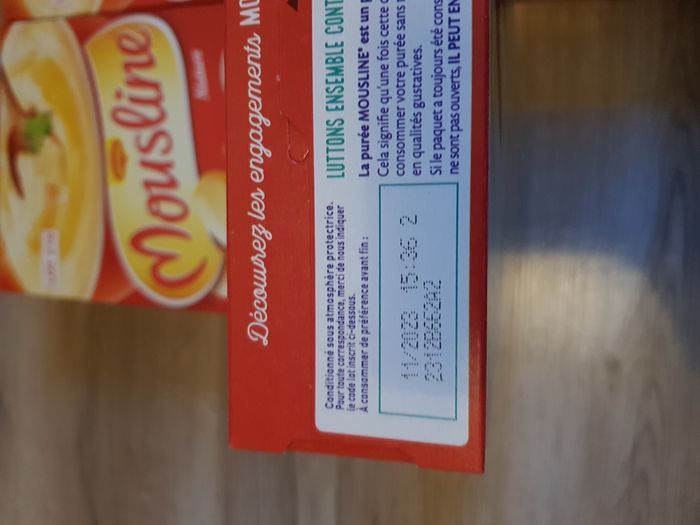 Mousline
Nature
Découvrez les engagements MO
Conditionné sous atmosphère protectrice.
Pour toute correspondance, merci de nous indiquer
le code lot inscrit ci-dessous.
A consommer de préférence avant fin :
11/2023 15:36 2
LUTTONS ENSEMBLE CONT
La purée MOUSLINE® est un p
Cela signifie qu'une fois cette d
consommer votre purée sans
en qualités gustatives.
Si le paquet a toujours été cons
ne sont pas ouverts, IL PEUT EN